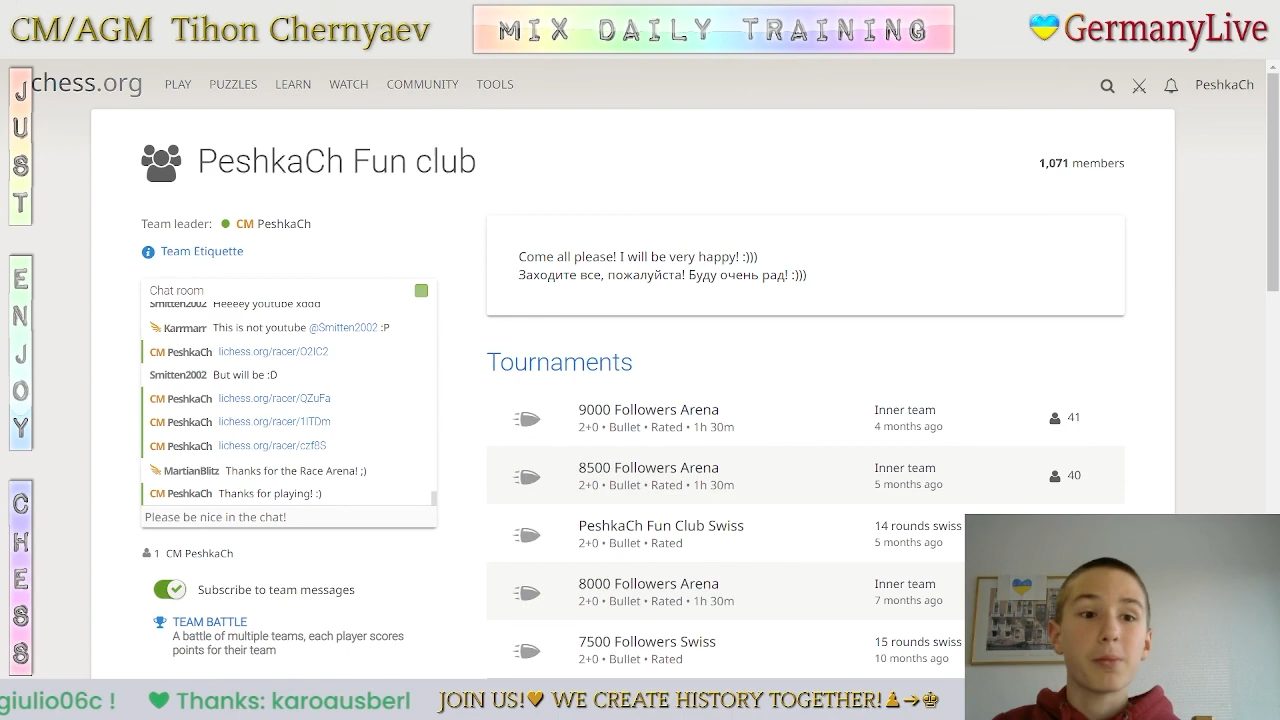 CM/AGM Tihon Chernyaev
MIX DAILY TRAINING
GermanyLive
JUST
ENJOY
CHESS
chess.org
PLAY
PUZZLES
LEARN
WATCH
COMMUNITY
TOOLS
PeshkaCh
PeshkaCh Fun club
1,071 members
Team leader: CM PeshkaCh
Team Etiquette
Chat room
Smitten2002 Heeeey youtube xddd
Karrmarr This is not youtube @Smitten2002 :P
CM PeshkaCh lichess.org/racer/O2IC2
Smitten2002 But will be :D
CM PeshkaCh lichess.org/racer/QZuFa
CM PeshkaCh lichess.org/racer/1ITDm
CM PeshkaCh lichess.org/racer/czf8S
MartianBlitz Thanks for the Race Arena! ;)
CM PeshkaCh Thanks for playing! :)
Please be nice in the chat!
1 CM PeshkaCh
Subscribe to team messages
TEAM BATTLE
A battle of multiple teams, each player scores
points for their team
Come all please! I will be very happy! :)))
Заходите все, пожалуйста! Буду очень рад! :)))
Tournaments
9000 Followers Arena
2+0 • Bullet • Rated • 1h 30m
Inner team
4 months ago
41
8500 Followers Arena
2+0 • Bullet • Rated • 1h 30m
Inner team
5 months ago
40
PeshkaCh Fun Club Swiss
2+0 • Bullet • Rated
14 rounds swiss
5 months ago
8000 Followers Arena
2+0 • Bullet • Rated • 1h 30m
Inner team
7 months ago
7500 Followers Swiss
2+0 • Bullet • Rated
15 rounds swiss
10 months ago
giulio06c !
Thanks: karoausberl
JOIN US! WE CREATE HISTORY TOGETHER!